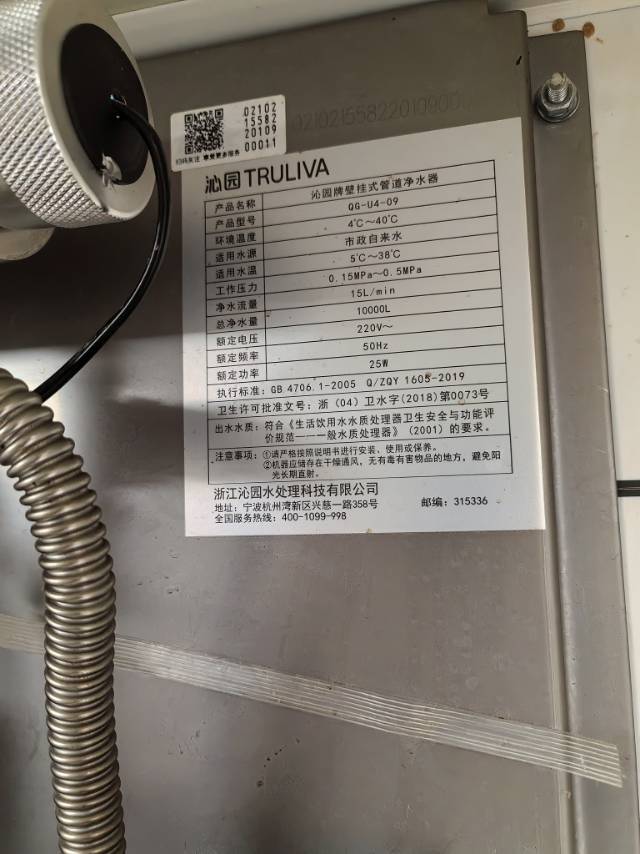 02102
15582
20109
00011
扫码关注 尊享更多服务
沁园TRULIVA
产品名称 沁园牌壁挂式管道净水器
产品型号 QG-U4-09
环境温度 4℃~40℃
适用水源 市政自来水
适用水温 5℃~38℃
工作压力 0.15MPa~0.5MPa
净水流量 15L/min
总净水量 10000L
额定电压 220V~
额定频率 50Hz
额定功率 25W
执行标准: GB 4706.1-2005 Q/ZQY 1605-2019
卫生许可批准文号: 浙(04)卫水字(2018)第0073号
出水水质: 符合《生活饮用水水质处理器卫生安全与功能评
价规范——一般水质处理器》(2001)的要求。
注意事项: ①请严格按照说明书进行安装、使用或保养。
②机器应储存在干燥通风,无有毒有害物品的地方,避免阳
光长期直射。
浙江沁园水处理科技有限公司
地址: 宁波杭州湾新区兴慈一路358号 邮编: 315336
全国服务热线: 400-1099-998